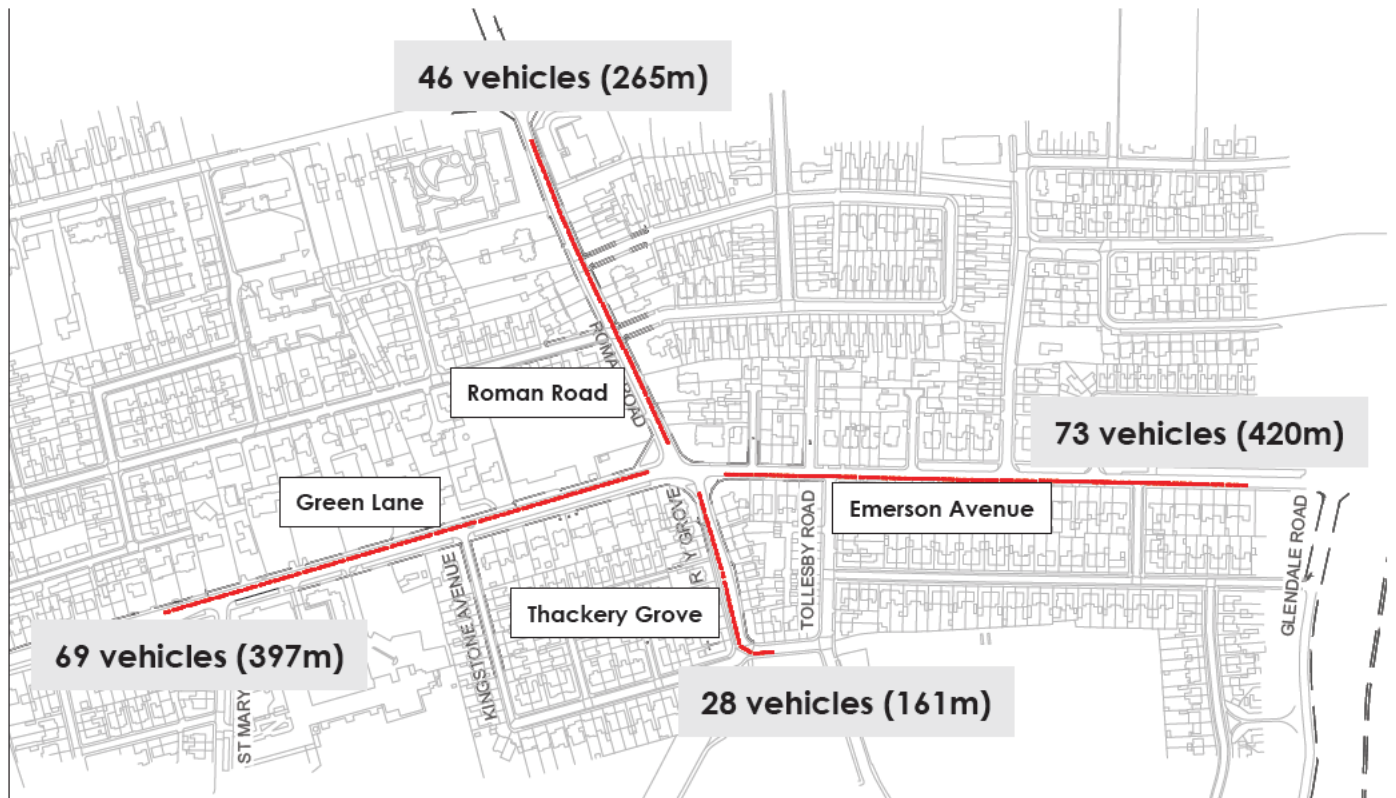 46 vehicles (265m)
ROMAN ROAD
Roman Road
73 vehicles (420m)
Green Lane
Emerson Avenue
GROVE
TOLLESBY ROAD
GLENDALE ROAD
KINGSTONE AVENUE
Thackery Grove
69 vehicles (397m)
ST MARY
28 vehicles (161m)